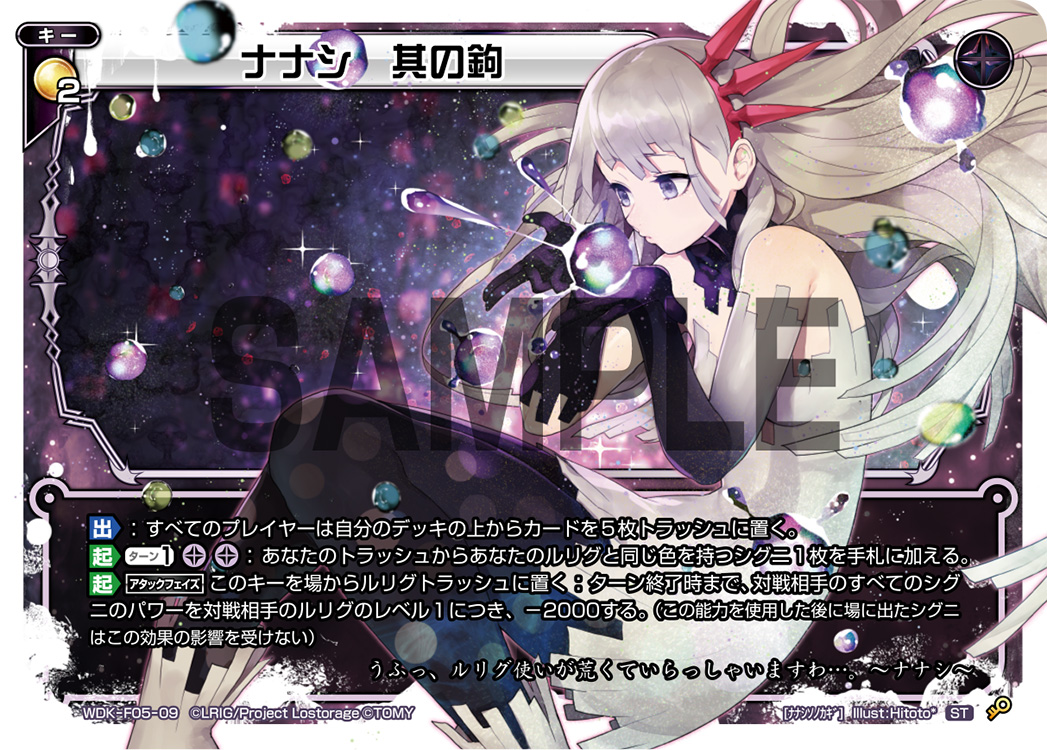 キー
ナナシ 其の鉤
2
SAMPLE
出：すべてのプレイヤーは自分のデッキの上からカードを５枚トラッシュに置く。
起 ターン1：あなたのトラッシュからあなたのルリグと同じ色を持つシグニ１枚を手札に加える。
起 アタックフェイズ このキーを場からルリグトラッシュに置く：ターン終了時まで、対戦相手のすべてのシグ
ニのパワーを対戦相手のルリグのレベル１につき、－2000する。（この能力を使用した後に場に出たシグニ
はこの効果の影響を受けない）
うふっ、ルリグ使いが荒くていらっしゃいますわ…。～ナナシ～
WDK-F05-09 ©LRIG/Project Lostorage ©TOMY [ﾅﾅｼｿﾉｶｷﾞ] Illust:Hitoto* ST